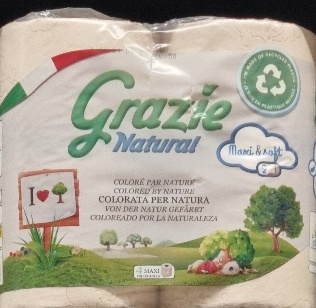 Grazie
Natural
Maxi & soft
COLORÉ PAR NATURE
COLORED BY NATURE
COLORATA PER NATURA
VON DER NATUR GEFÄRBT
COLOREADO POR LA NATURALEZA
I
4 MAXI